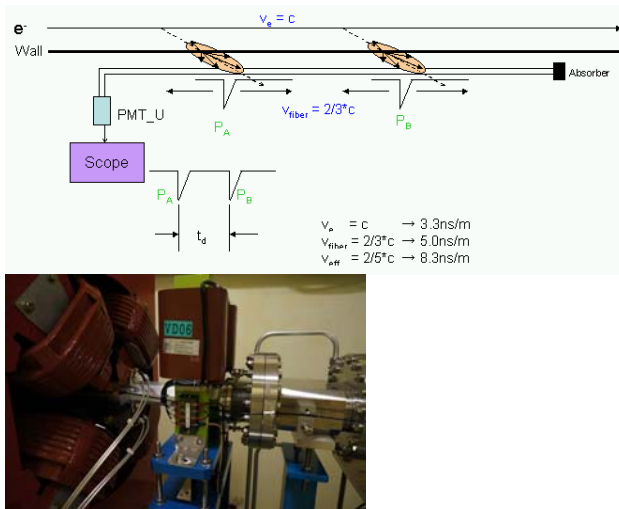 vₑ = c
e⁻
Wall
Absorber
PMT_U
v_fiber = 2/3*c
P_A
P_B
Scope
P_A
P_B
t_d
vₑ = c → 3.3ns/m
v_fiber = 2/3*c → 5.0ns/m
v_eff = 2/5*c → 8.3ns/m
VD06